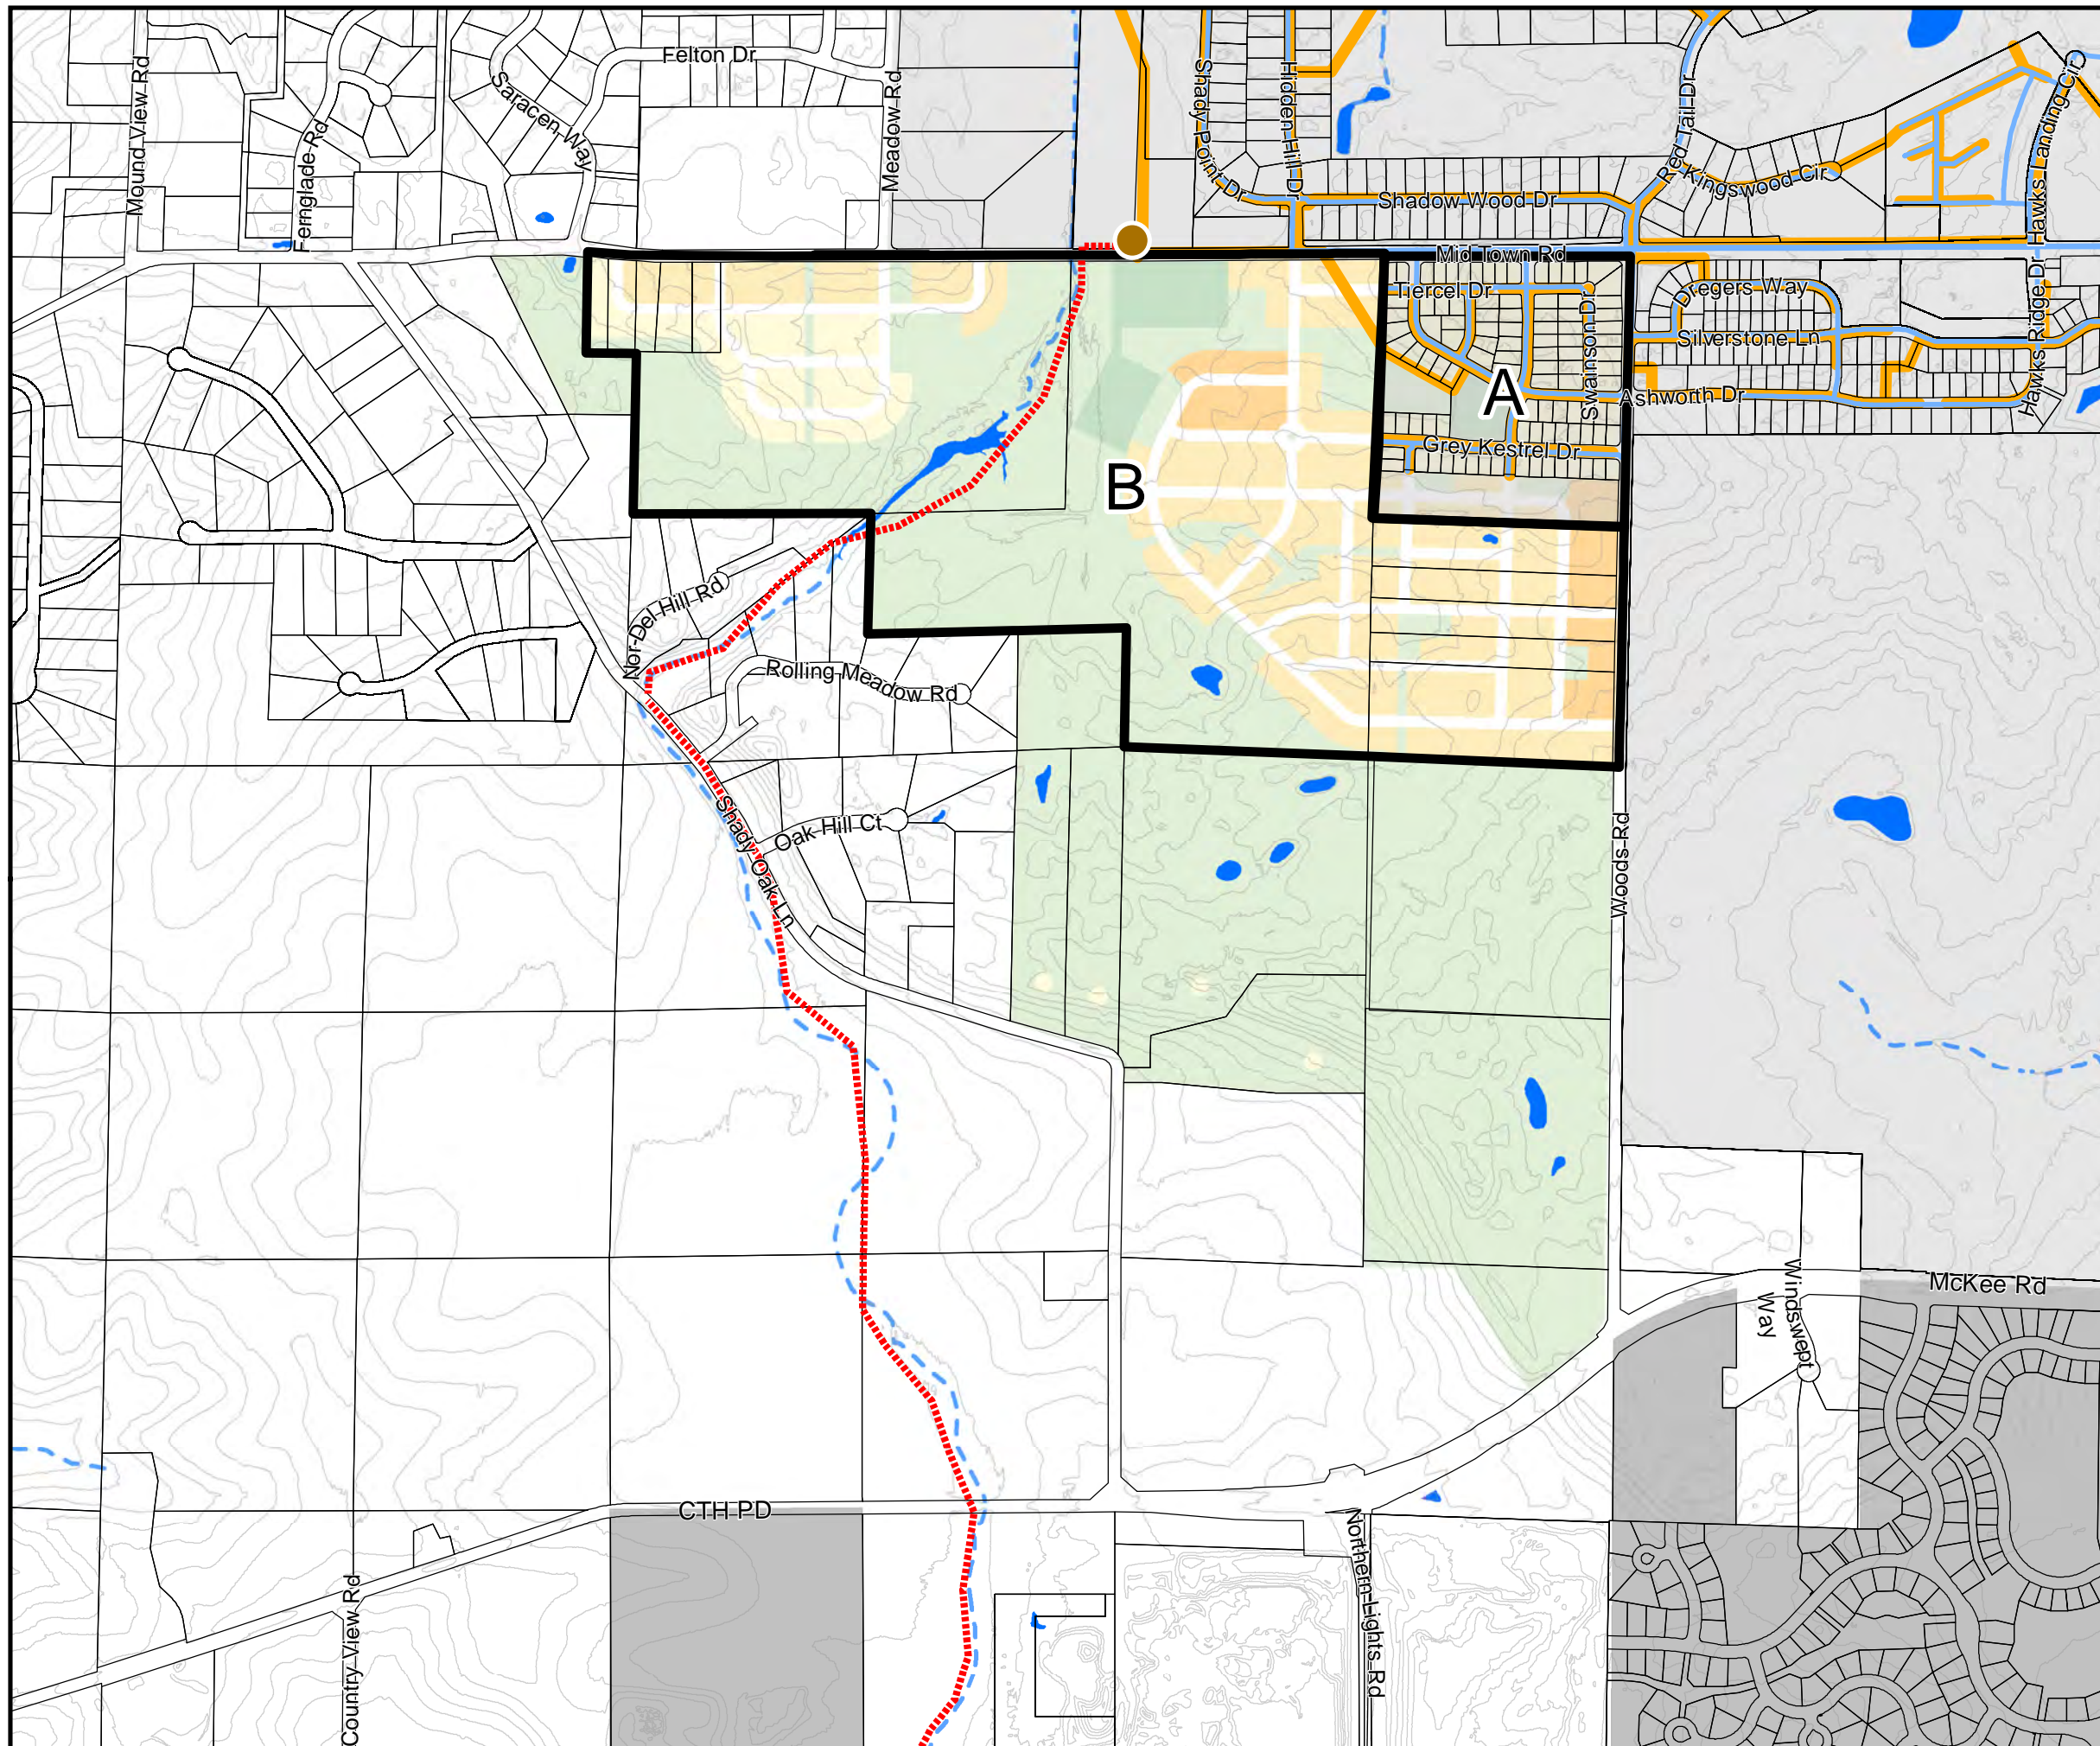 Felton Dr
Saracen Way
Mound View Rd
Fernglade Rd
Meadow Rd
Shady Point Dr
Hidden Hill Dr
Red Tail Dr
Hawks Landing Cir
Kingswood Cir
Shadow Wood Dr
Mid Town Rd
Tiercel Dr
Dregers Way
Silverstone Ln
Swainson Dr
Hawks Ridge Dr
A
Ashworth Dr
Grey Kestrel Dr
B
Nor-Del Hill Rd
Rolling Meadow Rd
Shady Oak Ln
Oak Hill Ct
Woods Rd
McKee Rd
Windswept
Way
CTH PD
Northern Lights Rd
Country View Rd